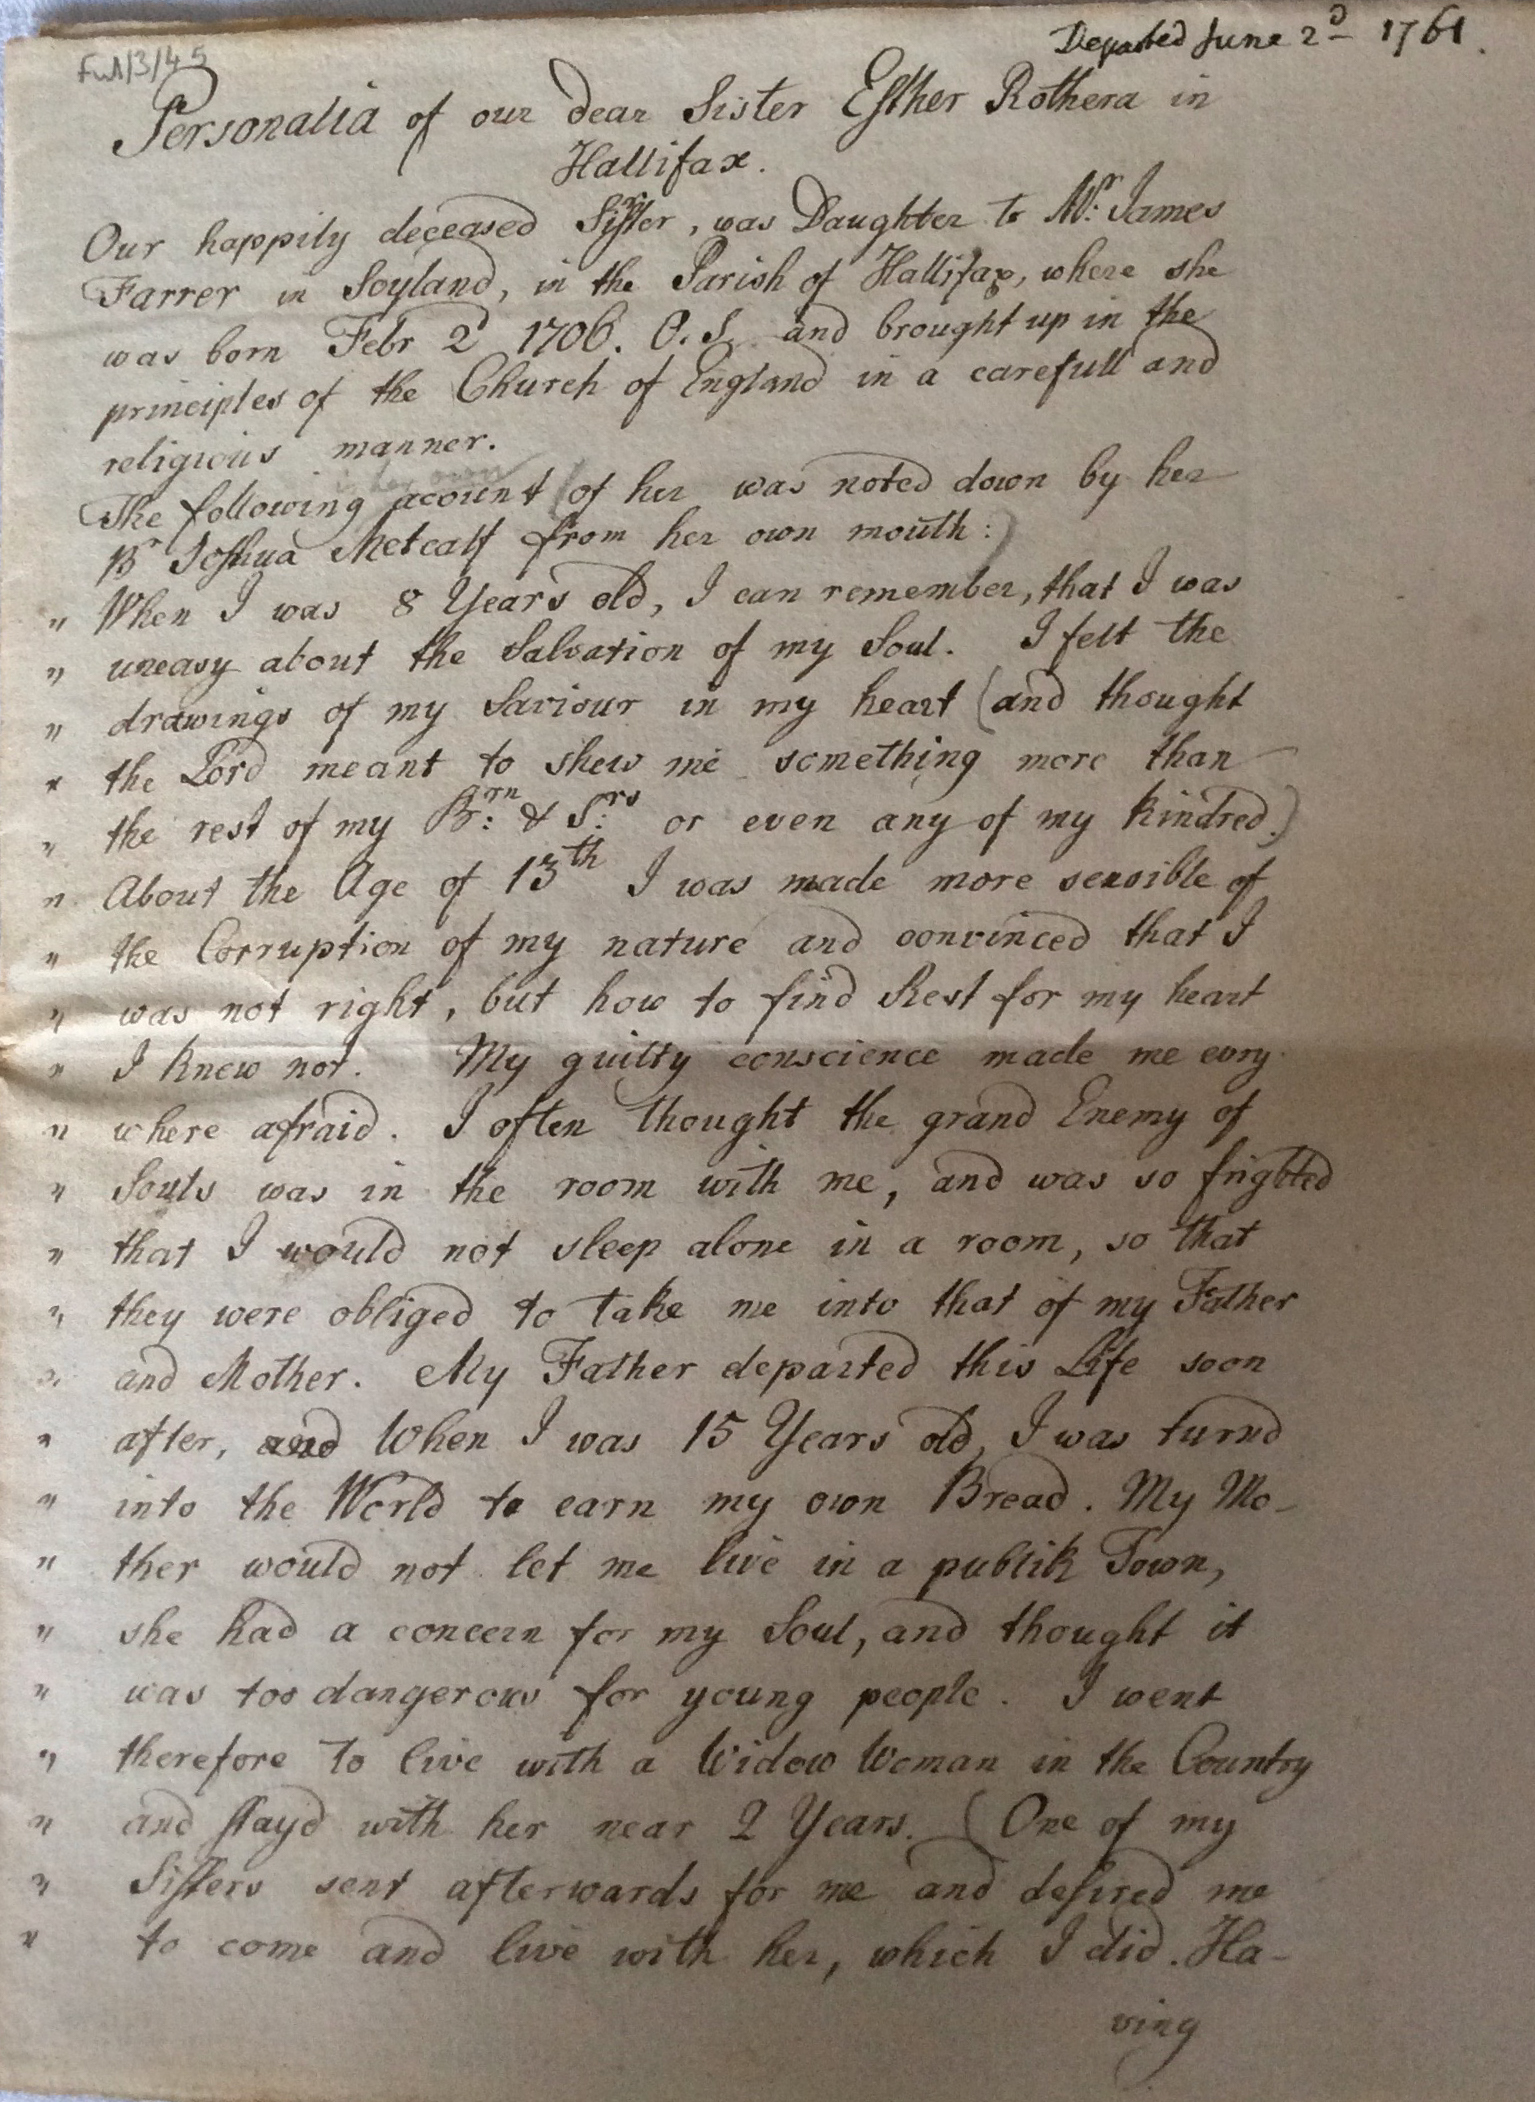 Departed June 2d 1761.
Ful/3/45
Personalia of our dear Sister Esther Rothera in
Hallifax.
Our happily deceased Sister, was Daughter to Mr. James
Farrer in Soyland, in the Parish of Hallifax, where she
was born Febr 2d 1706. O. S. and brought up in the
principles of the Church of England in a carefull and
religious manner.
The following acount (of her was noted down by her
Br Joshua Metcalf from her own mouth:)
" When I was 8 Years old, I can remember, that I was
" uneasy about the Salvation of my Soul. I felt the
" drawings of my Saviour in my heart (and thought
" the Lord meant to shew me something more than
" the rest of my Br:rn & S:rs or even any of my kindred.)
" About the Age of 13th I was made more sensible of
" the Corruption of my nature and convinced that I
" was not right, but how to find Rest for my heart
" I knew not. My guilty conscience made me evry
" where afraid. I often thought the grand Enemy of
" Souls was in the room with me, and was so frighted
" that I would not sleep alone in a room, so that
" they were obliged to take me into that of my Father
" and Mother. My Father departed this Life soon
" after, and When I was 15 Years old, I was turnd
" into the World to earn my own Bread. My Mo-
" ther would not let me live in a publik Town,
" she had a concern for my Soul, and thought it
" was too dangerous for young people. I went
" therefore to live with a Widow Woman in the Country
" and stayd with her near 2 Years. (One of my
" Sisters sent afterwards for me and desired me
" to come and live with her, which I did. Ha-
ving